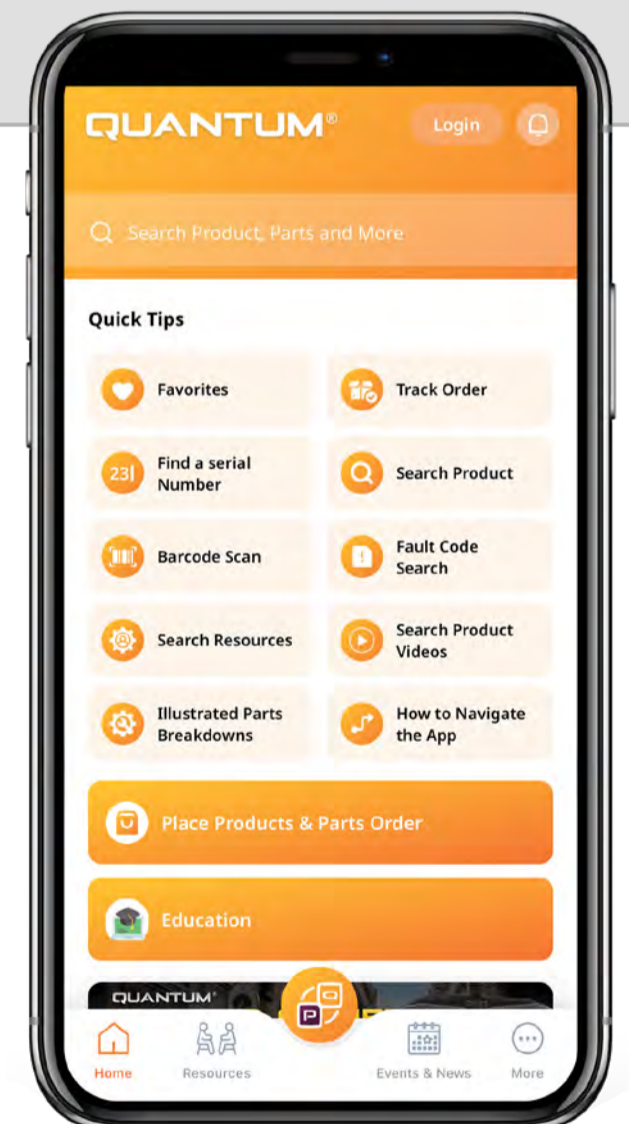 QUANTUM®
Login
Search Product, Parts and More
Quick Tips
Favorites
Track Order
23
Find a serial
Number
Search Product
Barcode Scan
Fault Code
Search
Search Resources
Search Product
Videos
Illustrated Parts
Breakdowns
How to Navigate
the App
Place Products & Parts Order
Education
QUANTUM
P
Home
Resources
Events & News
More